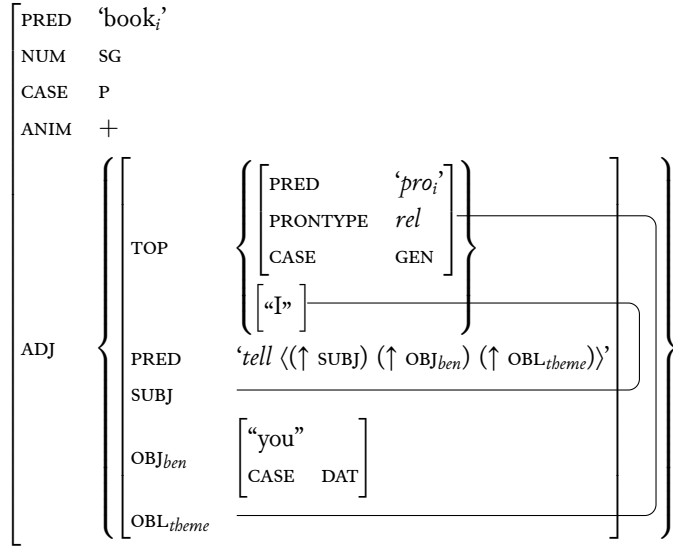 PRED ‘book_i’
NUM SG
CASE P
ANIM +
PRED ‘pro_i’
PRONTYPE rel
TOP
CASE GEN
“I”
ADJ
PRED ‘tell ⟨(↑ SUBJ) (↑ OBJ_ben) (↑ OBL_theme)⟩’
SUBJ
“you”
OBJ_ben
CASE DAT
OBL_theme